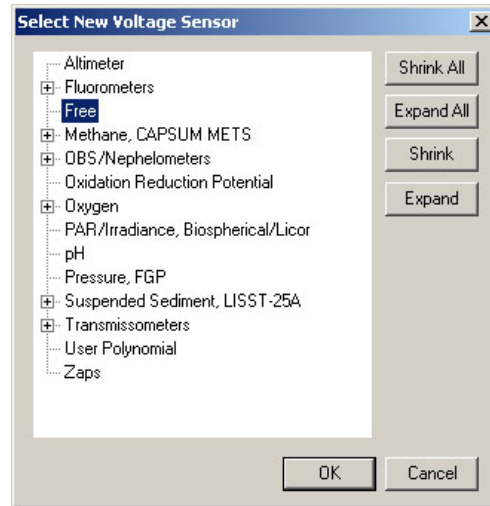 Select New Voltage Sensor
Altimeter
Fluorometers
Free
Methane, CAPSUM METS
OBS/Nephelometers
Oxidation Reduction Potential
Oxygen
PAR/Irradiance, Biospherical/Licor
pH
Pressure, FGP
Suspended Sediment, LISST-25A
Transmissometers
User Polynomial
Zaps
Shrink All
Expand All
Shrink
Expand
OK
Cancel